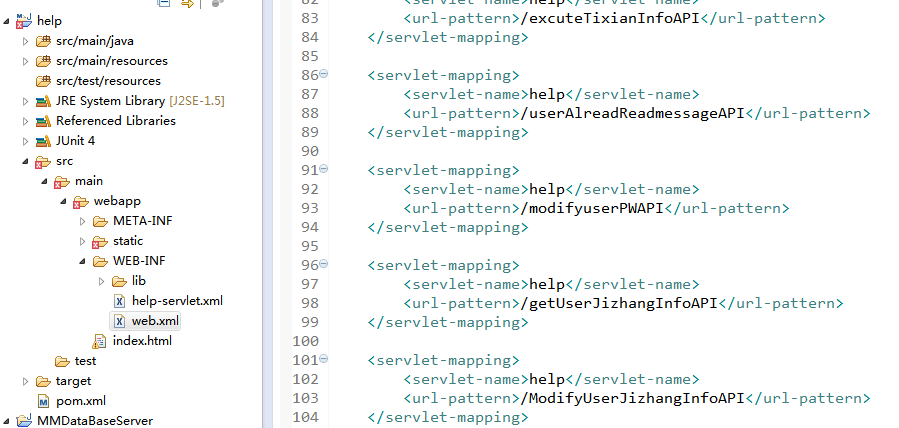 help
src/main/java
src/main/resources
src/test/resources
JRE System Library [J2SE-1.5]
Referenced Libraries
JUnit 4
src
main
webapp
META-INF
static
WEB-INF
lib
help-servlet.xml
web.xml
index.html
test
target
pom.xml
MMDataBaseServer
82 <servlet-name>help</servlet-name>
83 <url-pattern>/excuteTixianInfoAPI</url-pattern>
84 </servlet-mapping>
85
86 <servlet-mapping>
87 <servlet-name>help</servlet-name>
88 <url-pattern>/userAlreadReadmessageAPI</url-pattern>
89 </servlet-mapping>
90
91 <servlet-mapping>
92 <servlet-name>help</servlet-name>
93 <url-pattern>/modifyuserPWAPI</url-pattern>
94 </servlet-mapping>
95
96 <servlet-mapping>
97 <servlet-name>help</servlet-name>
98 <url-pattern>/getUserJizhangInfoAPI</url-pattern>
99 </servlet-mapping>
100
101 <servlet-mapping>
102 <servlet-name>help</servlet-name>
103 <url-pattern>/ModifyUserJizhangInfoAPI</url-pattern>
104 </servlet-mapping>